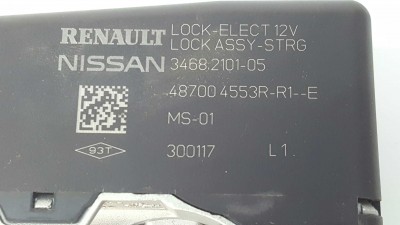 RENAULT LOCK-ELECT 12V
LOCK ASSY-STRG
NISSAN 3468.2101-05
48700 4553R-R1--E
MS-01
93T 300117 L1